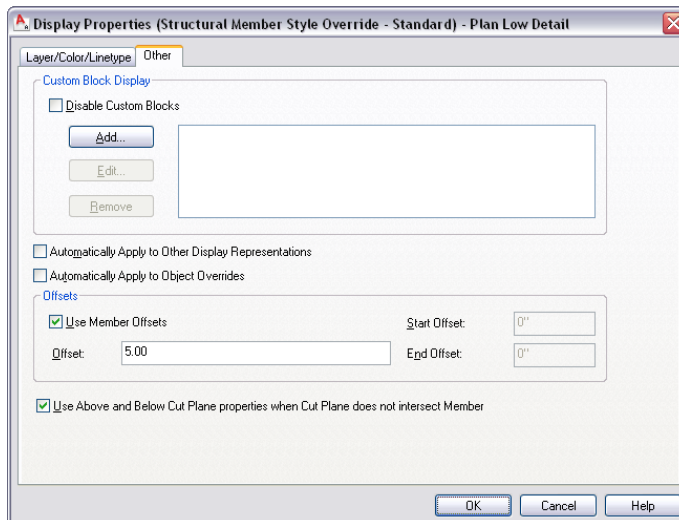 Display Properties (Structural Member Style Override - Standard) - Plan Low Detail
Layer/Color/Linetype Other
Custom Block Display
Disable Custom Blocks
Add...
Edit...
Remove
Automatically Apply to Other Display Representations
Automatically Apply to Object Overrides
Offsets
Use Member Offsets
Start Offset: 0"
Offset: 5.00
End Offset: 0"
Use Above and Below Cut Plane properties when Cut Plane does not intersect Member
OK Cancel Help